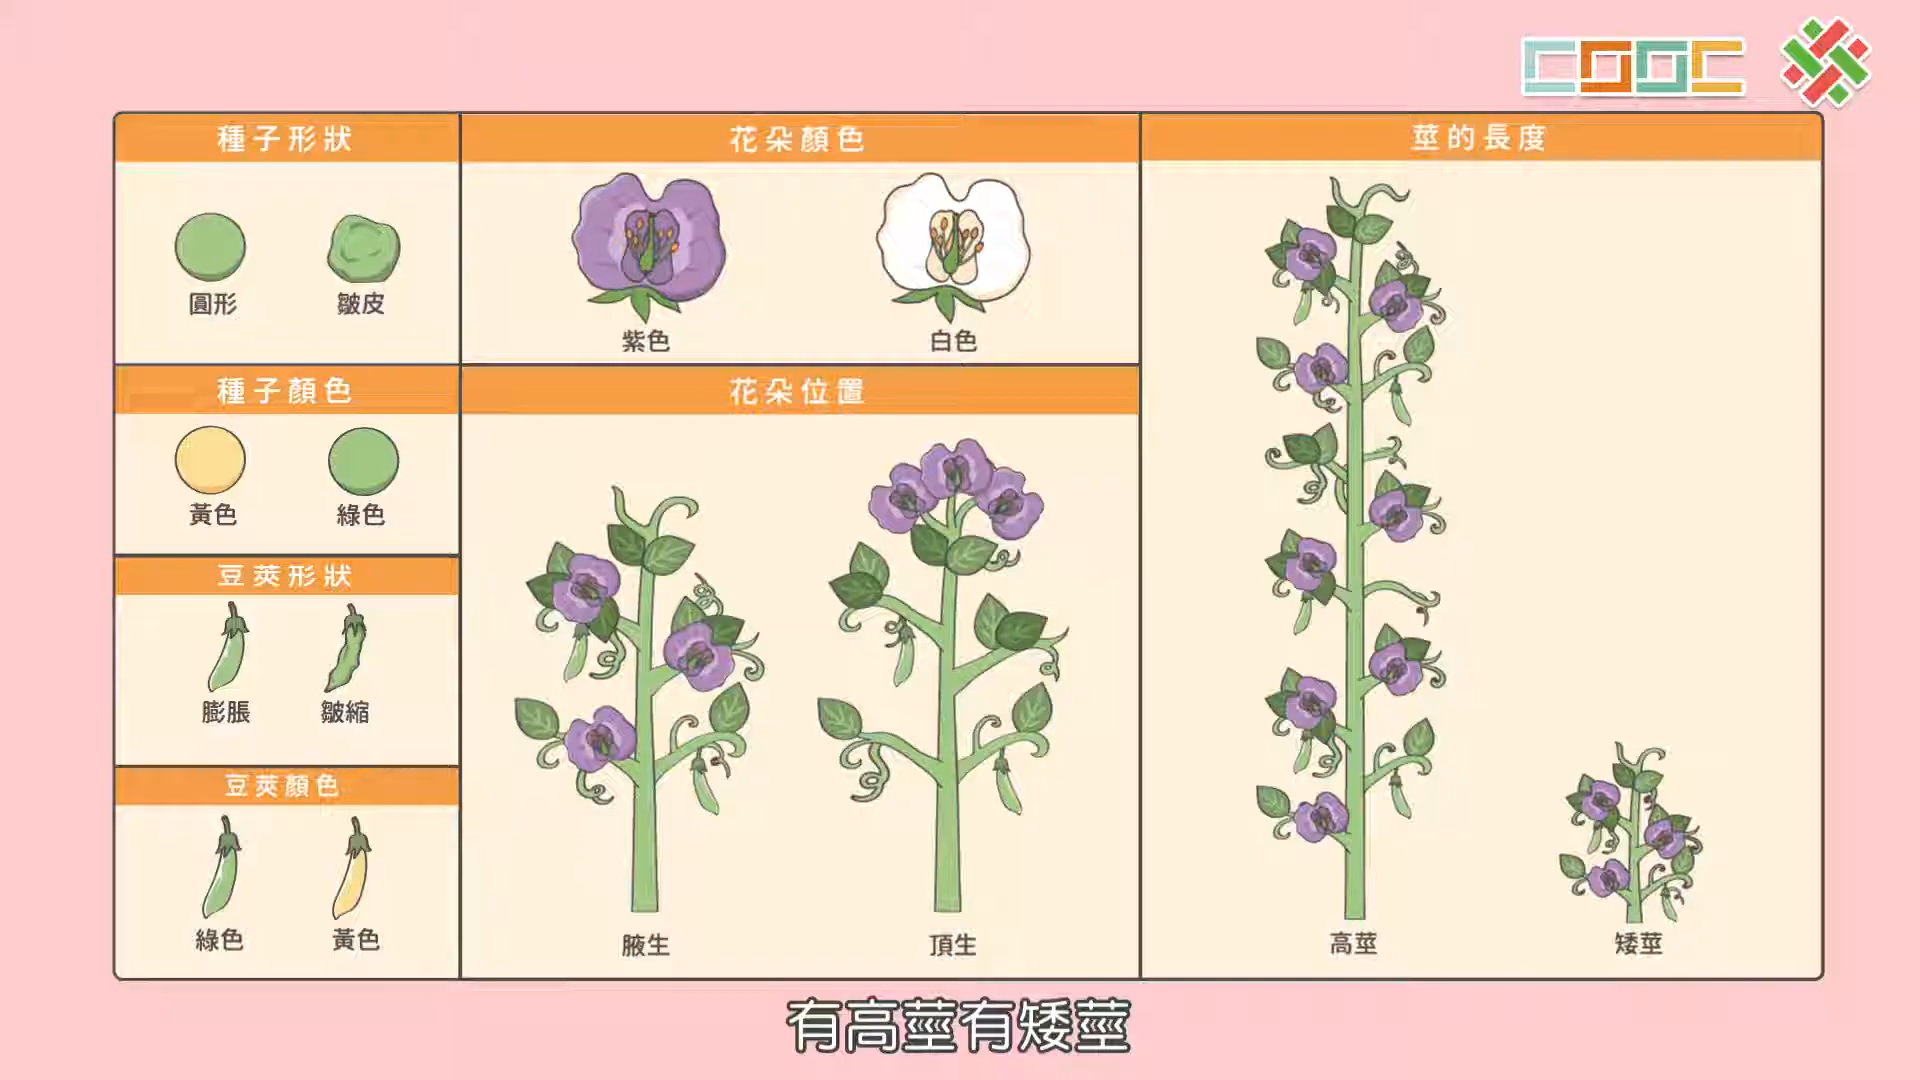 COOC
種子形狀
圓形 皺皮
種子顏色
黃色 綠色
豆莢形狀
膨脹 皺縮
豆莢顏色
綠色 黃色
花朵顏色
紫色 白色
花朵位置
腋生 頂生
莖的長度
高莖 矮莖
有高莖有矮莖